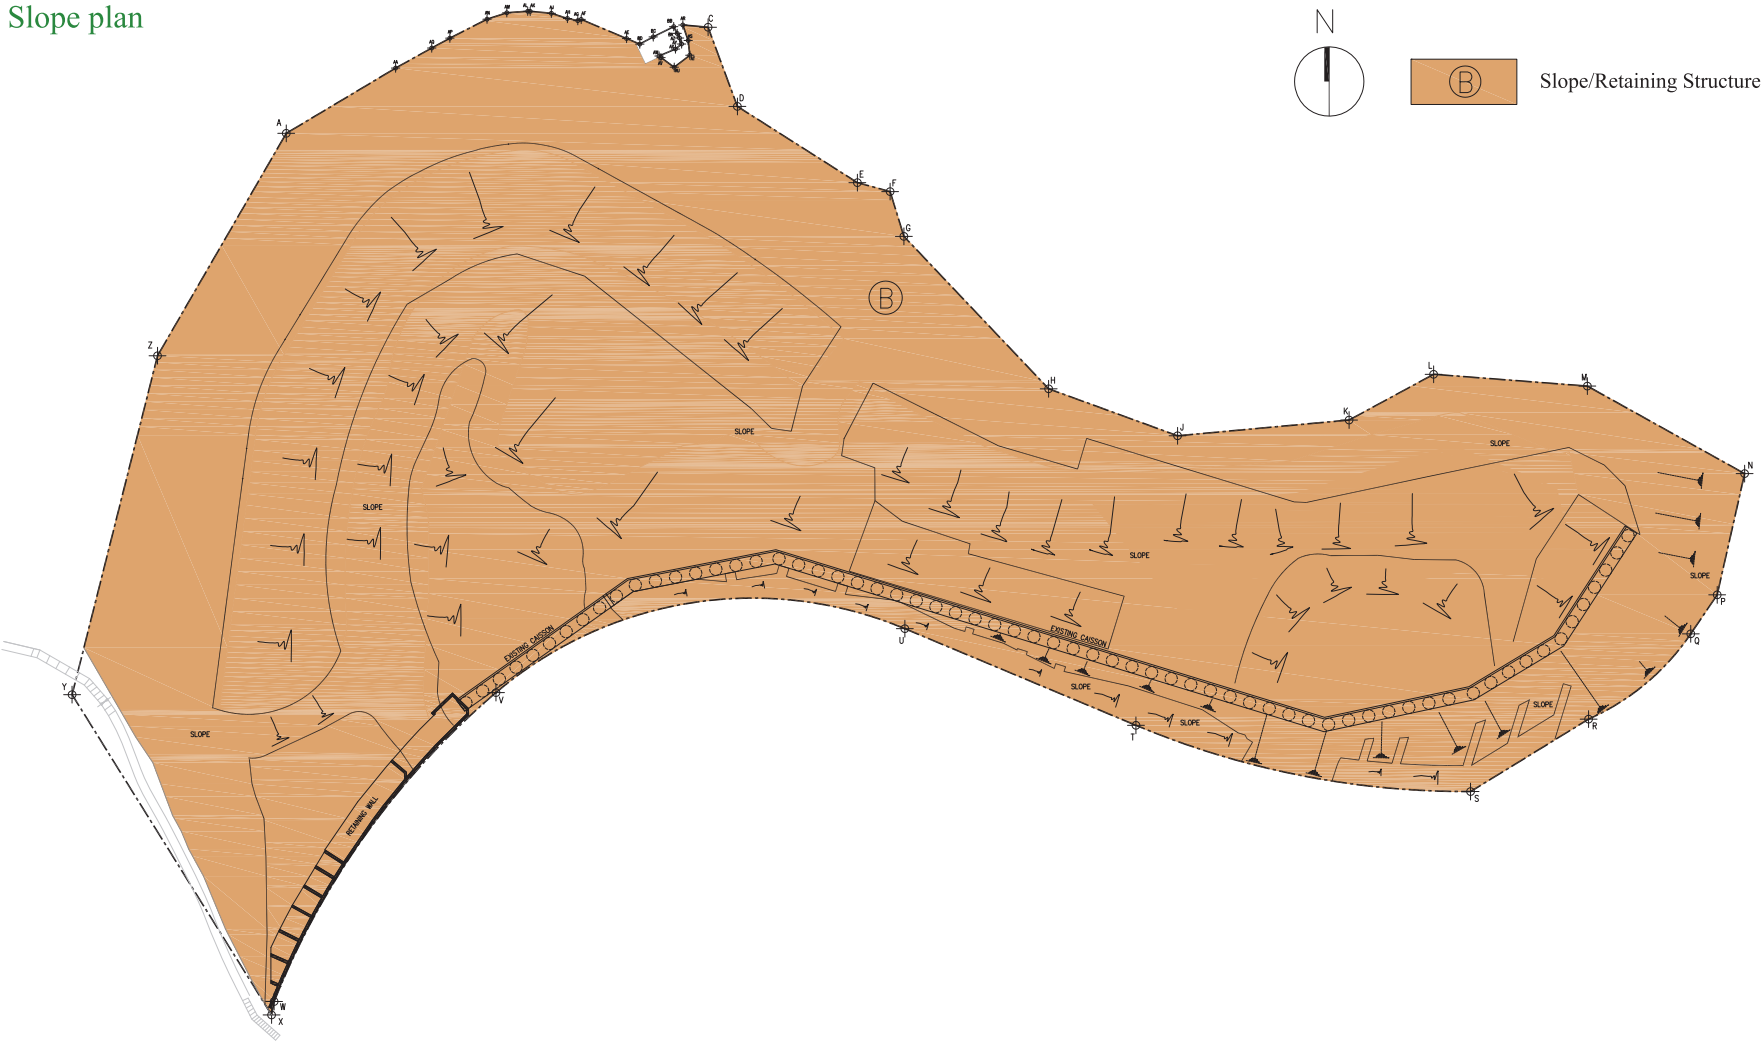 Slope plan
N
B
Slope/Retaining Structure
C
D
A
E
F
G
B
Z
H
L
M
K
J
SLOPE
SLOPE
N
SLOPE
SLOPE
SLOPE
P
EXISTING CAISSON
EXISTING CAISSON
U
Q
Y
V
SLOPE
SLOPE
R
SLOPE
SLOPE
T
RETAINING WALL
S
W
X